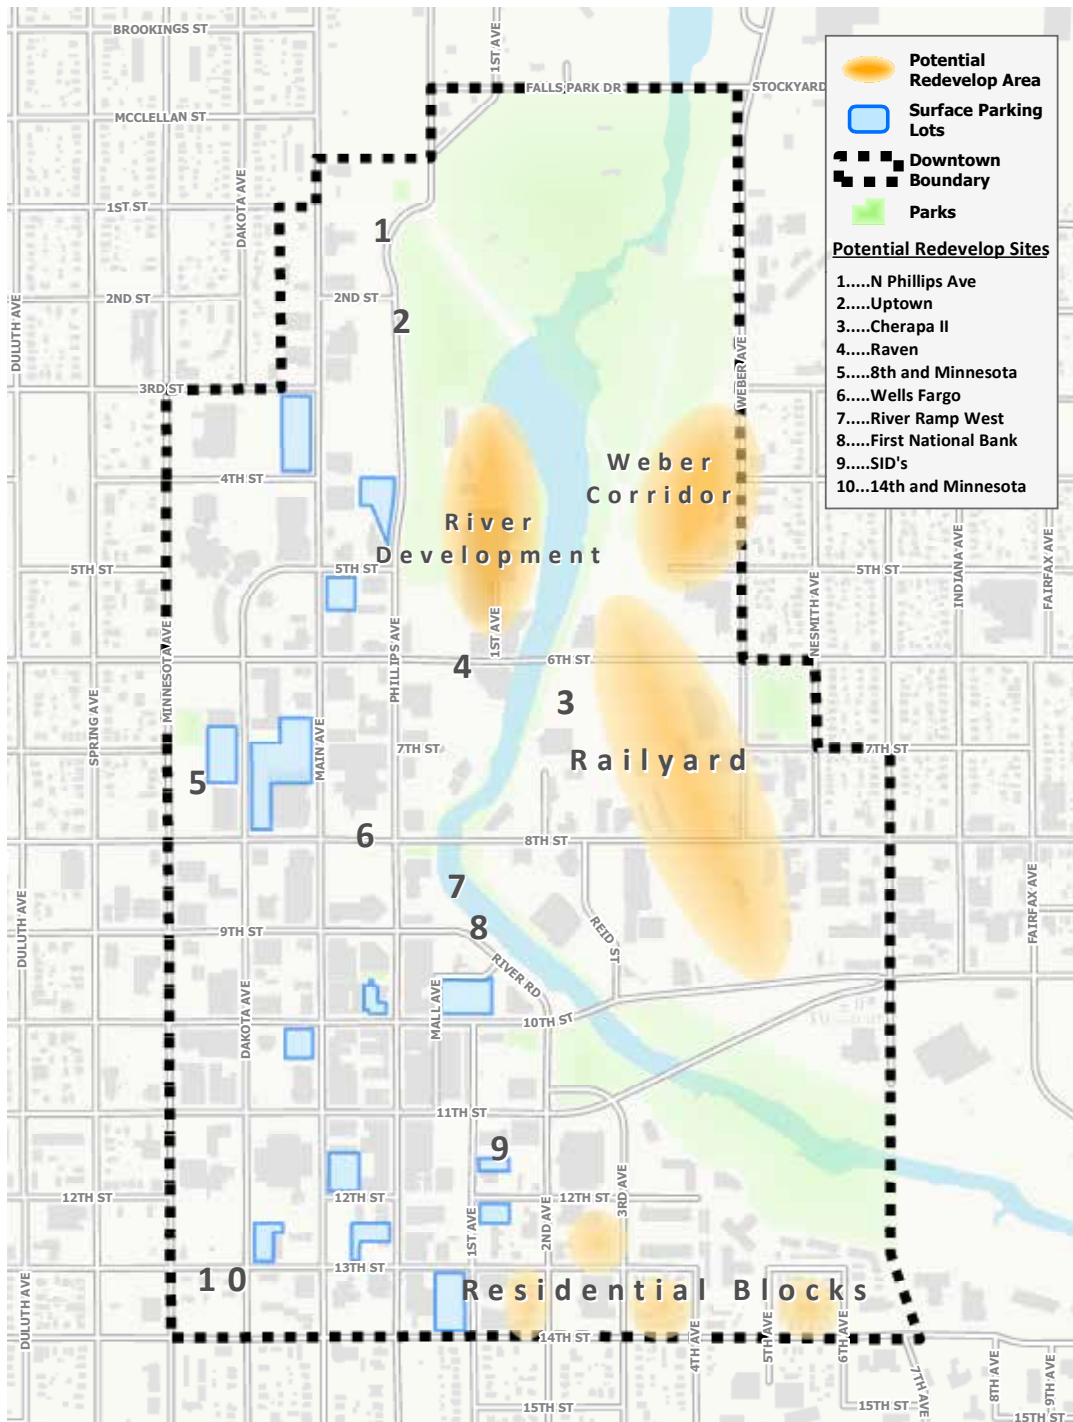 BROOKINGS ST
1ST AVE
FALLS PARK DR
STOCKYARD
MCCLELLAN ST
DAKOTA AVE
1ST ST
1
2ND ST
2ND ST
2
DULUTH AVE
WEBER AVE
3RD ST
Weber
Corridor
4TH ST
River
Development
5TH ST
5TH ST
5TH ST
INDIANA AVE
FAIRFAX AVE
NESMITH AVE
MINNESOTA AVE
PHILLIPS AVE
1ST AVE
4
6TH ST
3
SPRING AVE
MAIN AVE
7TH ST
7TH ST
Railyard
5
6
8TH ST
7
8
DULUTH AVE
FAIRFAX AVE
9TH ST
REID ST
RIVER RD
DAKOTA AVE
MALL AVE
10TH ST
11TH ST
9
12TH ST
12TH ST
12TH ST
3RD AVE
1ST AVE
2ND AVE
13TH ST
10
Residential Blocks
DULUTH AVE
14TH ST
4TH AVE
5TH AVE
6TH AVE
7TH AVE
8TH AVE
9TH AVE
15TH ST
15TH ST
15TH ST
Potential
Redevelop Area
Surface Parking
Lots
Downtown
Boundary
Parks
Potential Redevelop Sites
1.....N Phillips Ave
2.....Uptown
3.....Cherapa II
4.....Raven
5.....8th and Minnesota
6.....Wells Fargo
7.....River Ramp West
8.....First National Bank
9.....SID's
10...14th and Minnesota